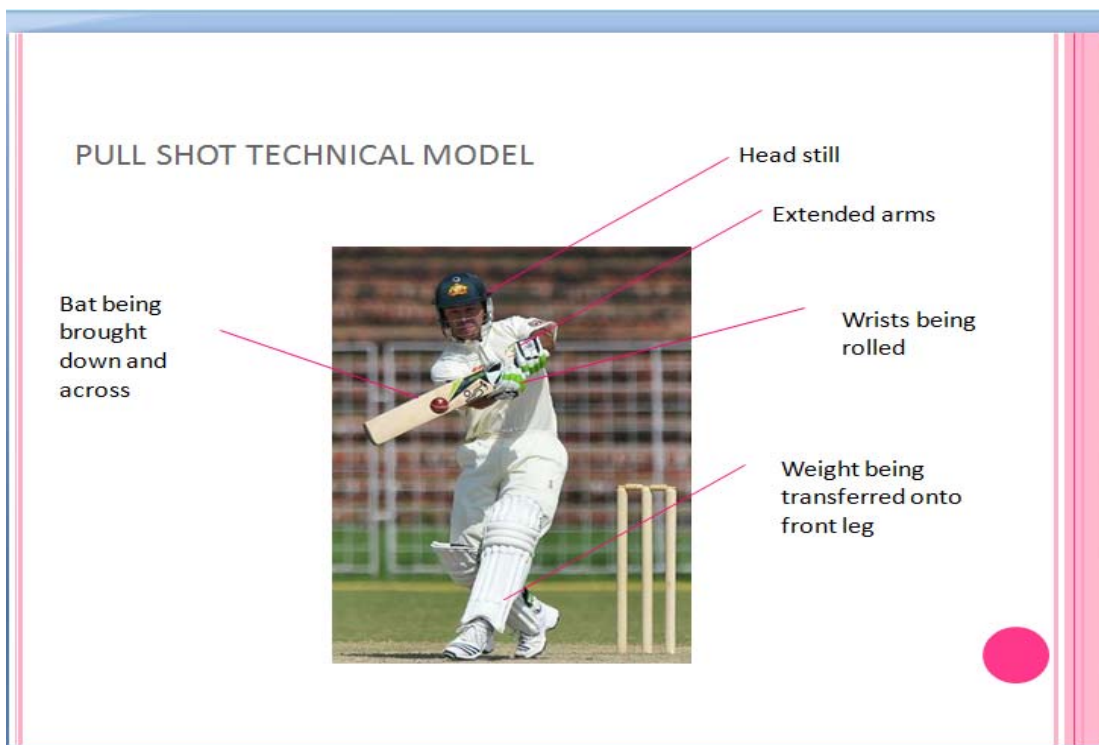 PULL SHOT TECHNICAL MODEL
Head still
Extended arms
Bat being
brought
down and
across
Wrists being
rolled
Weight being
transferred onto
front leg